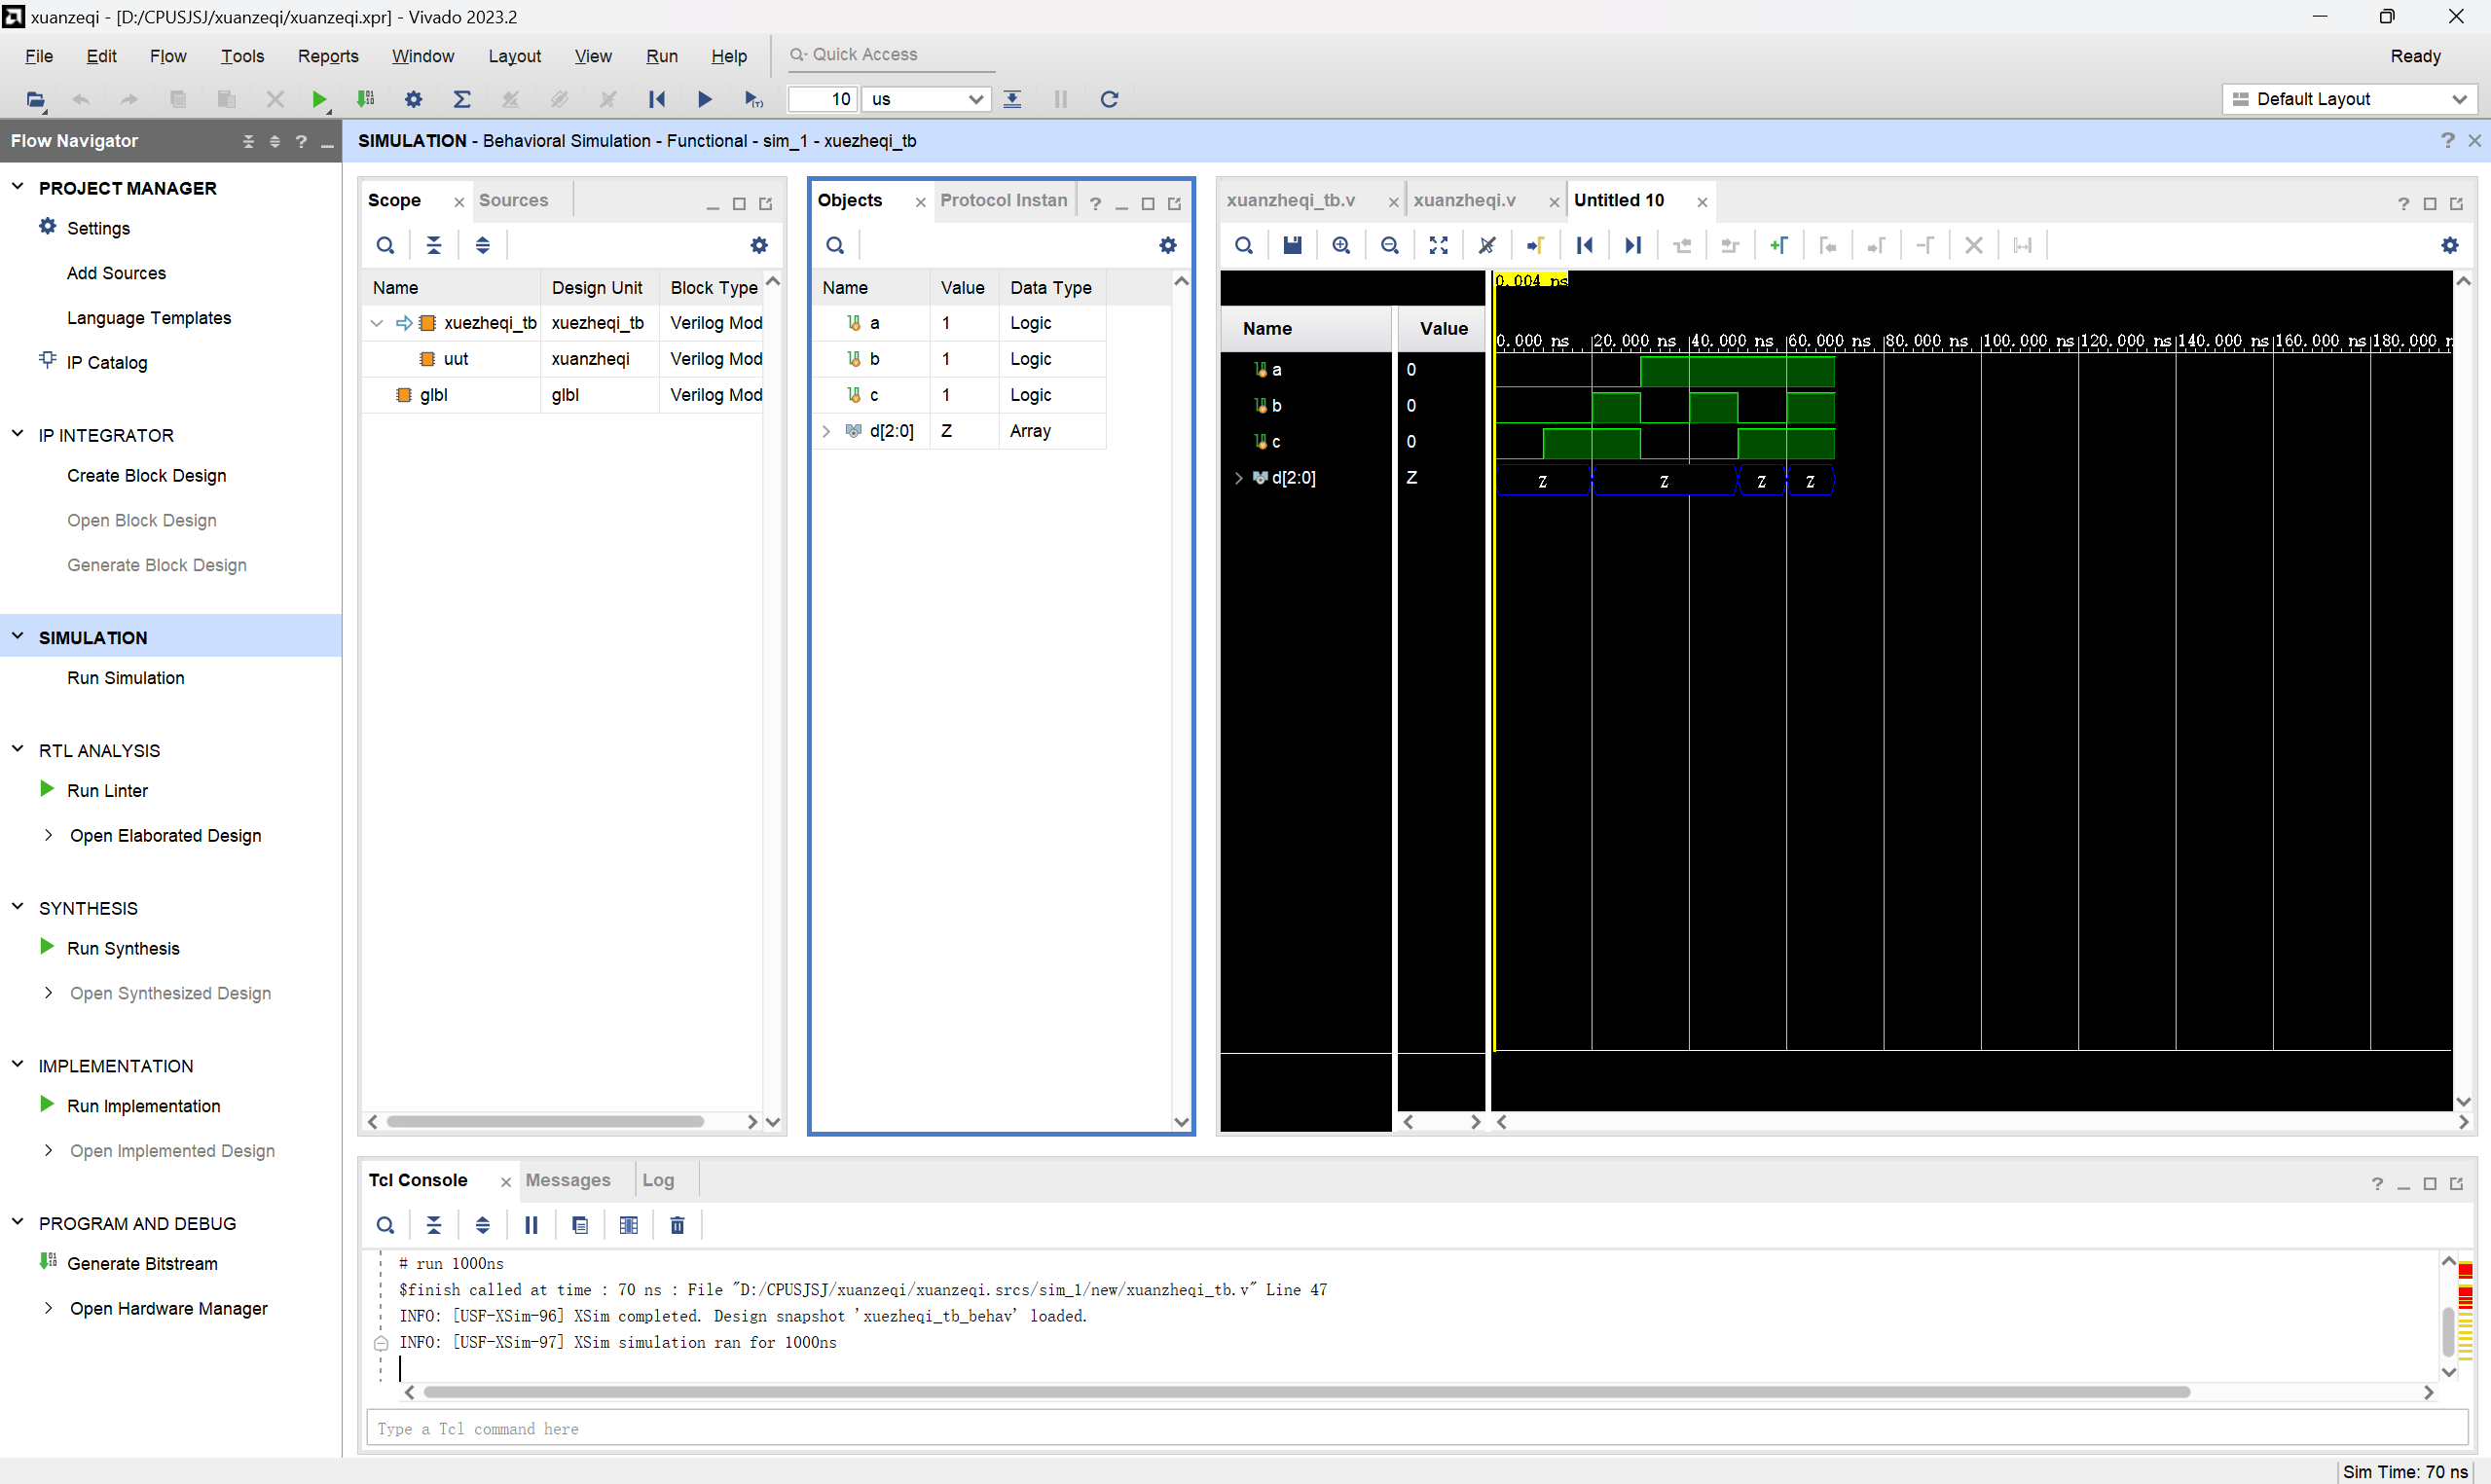 xuanzeqi - [D:/CPUSJSJ/xuanzeqi/xuanzeqi.xpr] - Vivado 2023.2
File Edit Flow Tools Reports Window Layout View Run Help Quick Access Ready
10 us Default Layout
Flow Navigator
SIMULATION - Behavioral Simulation - Functional - sim_1 - xuezheqi_tb
PROJECT MANAGER
Settings
Add Sources
Language Templates
IP Catalog
IP INTEGRATOR
Create Block Design
Open Block Design
Generate Block Design
SIMULATION
Run Simulation
RTL ANALYSIS
Run Linter
Open Elaborated Design
SYNTHESIS
Run Synthesis
Open Synthesized Design
IMPLEMENTATION
Run Implementation
Open Implemented Design
PROGRAM AND DEBUG
Generate Bitstream
Open Hardware Manager
Scope Sources
Name Design Unit Block Type
xuezheqi_tb xuezheqi_tb Verilog Mod
uut xuanzheqi Verilog Mod
glbl glbl Verilog Mod
Objects Protocol Instan
Name Value Data Type
a 1 Logic
b 1 Logic
c 1 Logic
d[2:0] Z Array
xuanzheqi_tb.v xuanzheqi.v Untitled 10
0.004 ns
Name Value
0.000 ns 20.000 ns 40.000 ns 60.000 ns 80.000 ns 100.000 ns 120.000 ns 140.000 ns 160.000 ns 180.000 n
a 0
b 0
c 0
d[2:0] Z Z Z Z Z
Tcl Console Messages Log
# run 1000ns
$finish called at time : 70 ns : File "D:/CPUSJSJ/xuanzeqi/xuanzeqi.srcs/sim_1/new/xuanzheqi_tb.v" Line 47
INFO: [USF-XSim-96] XSim completed. Design snapshot 'xuezheqi_tb_behav' loaded.
INFO: [USF-XSim-97] XSim simulation ran for 1000ns
Type a Tcl command here
Sim Time: 70 ns